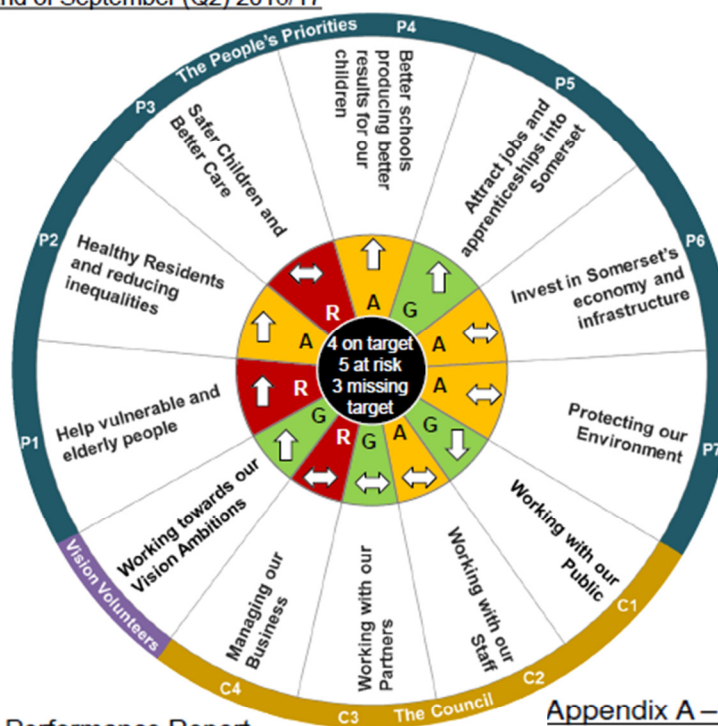 nd of September (Q2) 2016/17
The People's Priorities
P4
Better schools
producing better
results for our
children
P5
Attract jobs and
apprenticeships into
Somerset
P6
Invest in Somerset's
economy and
infrastructure
P7
Protecting our
Environment
C1
Working with our
Public
C2
Working with our
Staff
The Council
C3
Working with our
Partners
C4
Managing our
Business
Vision Volunteers
Working towards our
Vision Ambitions
P1
Help vulnerable and
elderly people
P2
Healthy Residents
and reducing
inequalities
P3
Safer Children and
Better Care
A
G
A
A
G
A
G
R
G
R
A
R
4 on target
5 at risk
3 missing
target
Performance Report
Appendix A –